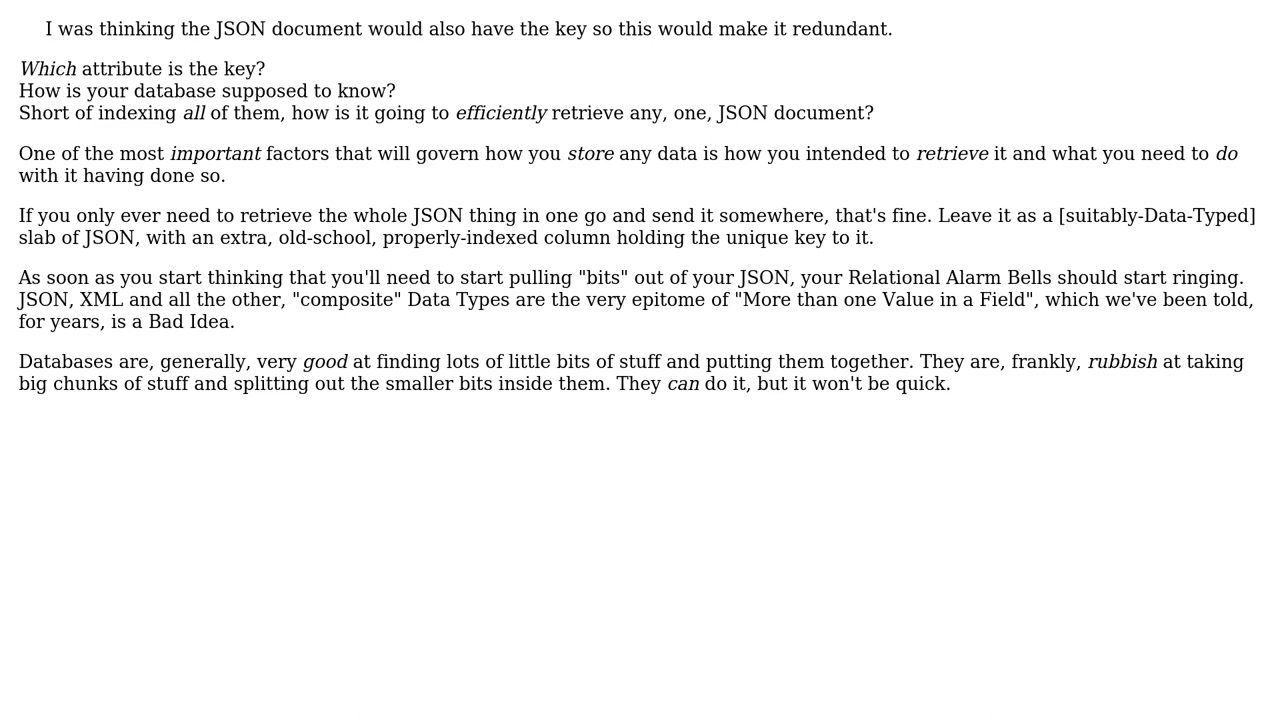 I was thinking the JSON document would also have the key so this would make it redundant.
Which attribute is the key?
How is your database supposed to know?
Short of indexing all of them, how is it going to efficiently retrieve any, one, JSON document?
One of the most important factors that will govern how you store any data is how you intended to retrieve it and what you need to do
with it having done so.
If you only ever need to retrieve the whole JSON thing in one go and send it somewhere, that's fine. Leave it as a [suitably-Data-Typed]
slab of JSON, with an extra, old-school, properly-indexed column holding the unique key to it.
As soon as you start thinking that you'll need to start pulling "bits" out of your JSON, your Relational Alarm Bells should start ringing.
JSON, XML and all the other, "composite" Data Types are the very epitome of "More than one Value in a Field", which we've been told,
for years, is a Bad Idea.
Databases are, generally, very good at finding lots of little bits of stuff and putting them together. They are, frankly, rubbish at taking
big chunks of stuff and splitting out the smaller bits inside them. They can do it, but it won't be quick.